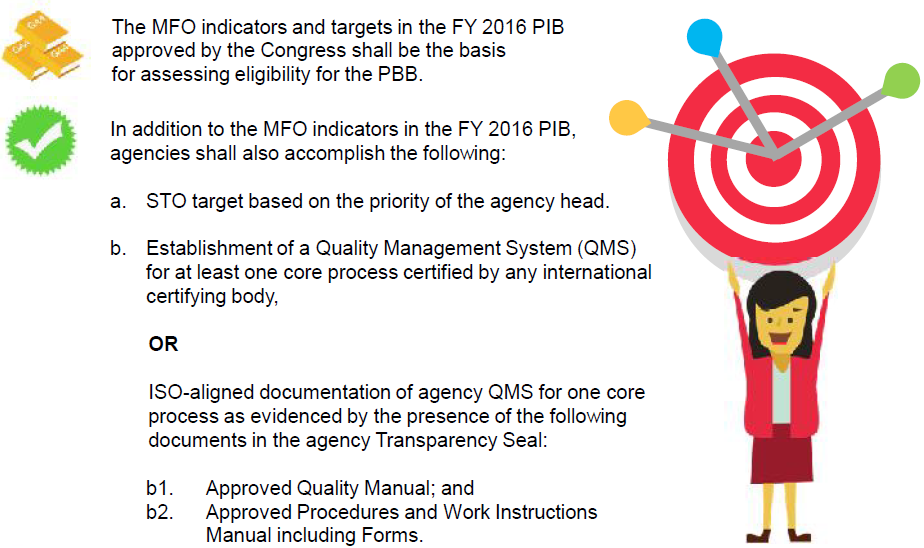 The MFO indicators and targets in the FY 2016 PIB
approved by the Congress shall be the basis
for assessing eligibility for the PBB.
In addition to the MFO indicators in the FY 2016 PIB,
agencies shall also accomplish the following:
a. STO target based on the priority of the agency head.
b. Establishment of a Quality Management System (QMS)
for at least one core process certified by any international
certifying body,
OR
ISO-aligned documentation of agency QMS for one core
process as evidenced by the presence of the following
documents in the agency Transparency Seal:
b1. Approved Quality Manual; and
b2. Approved Procedures and Work Instructions
Manual including Forms.